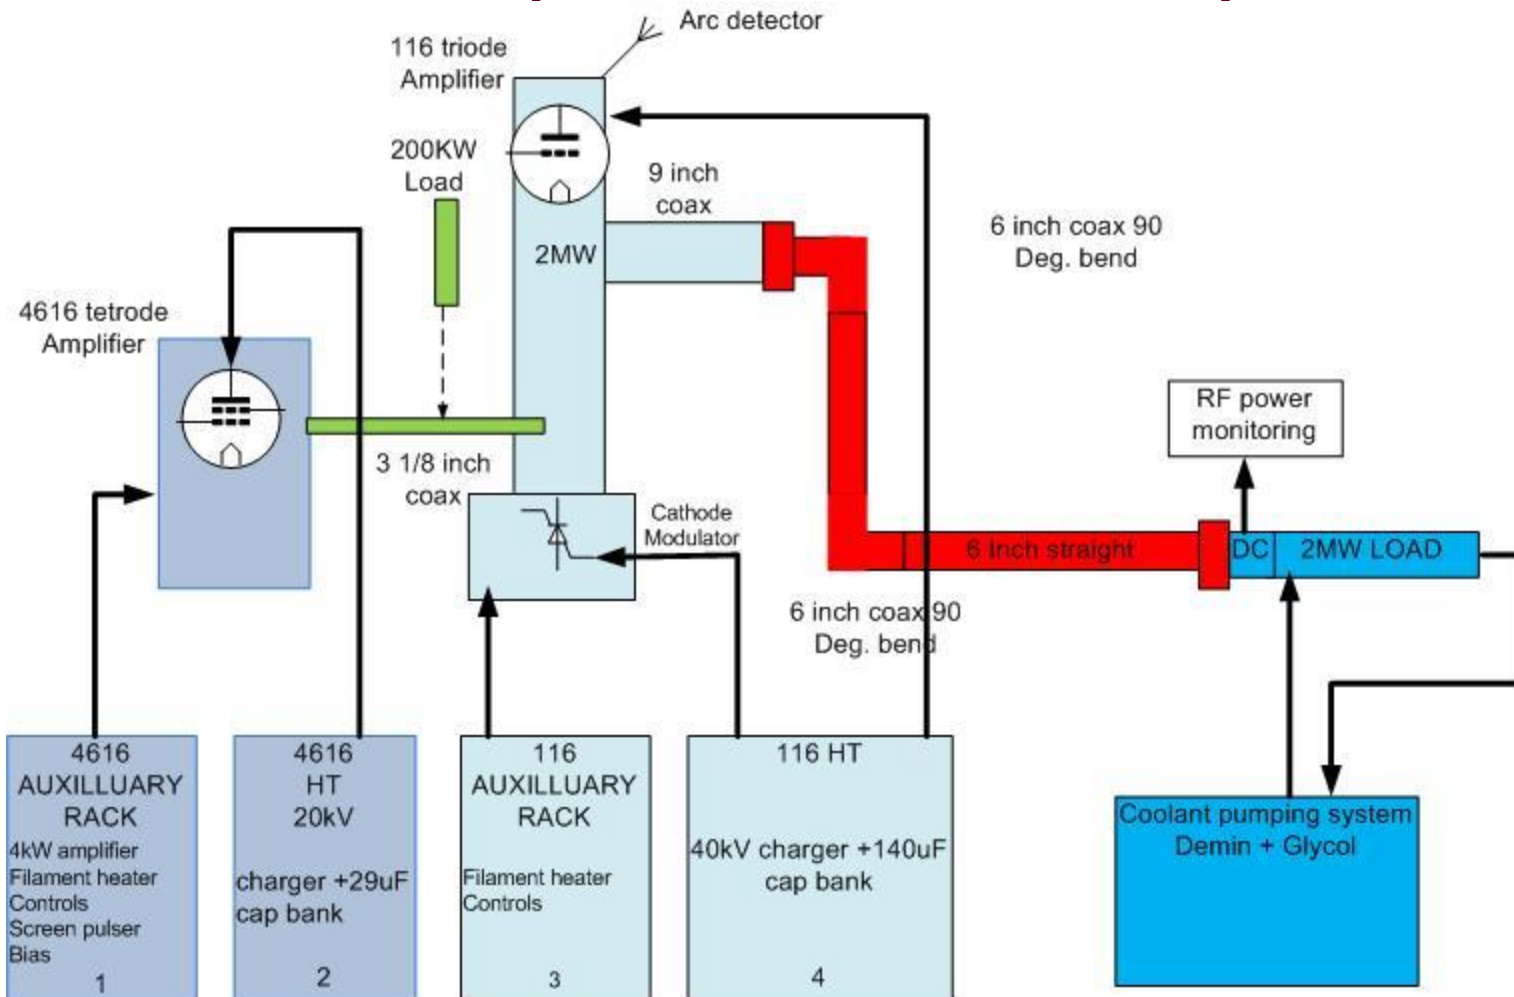 Arc detector
116 triode
Amplifier
200KW
Load
9 inch
coax
6 inch coax 90
Deg. bend
2MW
4616 tetrode
Amplifier
RF power
monitoring
3 1/8 inch
coax
Cathode
Modulator
6 Inch straight
DC
2MW LOAD
6 inch coax 90
Deg. bend
4616
AUXILLUARY
RACK
4kW amplifier
Filament heater
Controls
Screen pulser
Bias
1
4616
HT
20kV
charger +29uF
cap bank
2
116
AUXILLUARY
RACK
Filament heater
Controls
3
116 HT
40kV charger +140uF
cap bank
4
Coolant pumping system
Demin + Glycol